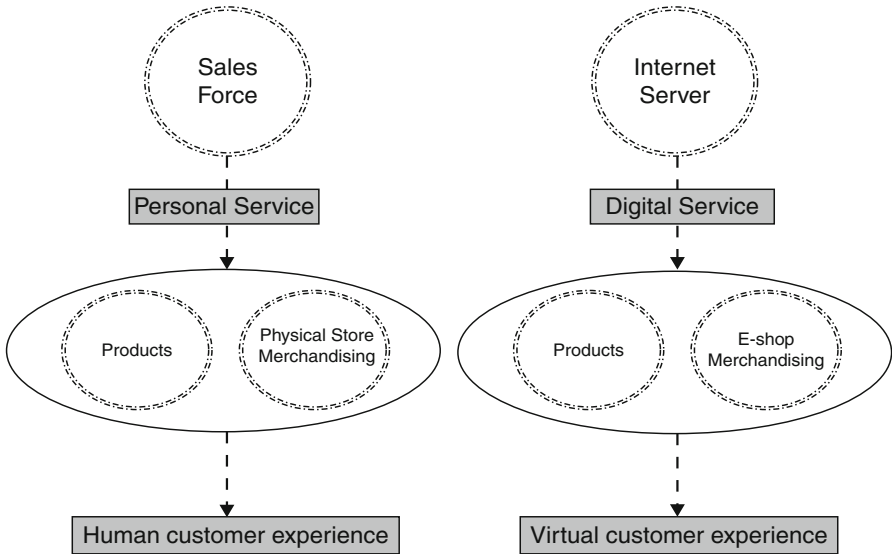 Sales
Force
Personal Service
Products
Physical Store
Merchandising
Human customer experience
Internet
Server
Digital Service
Products
E-shop
Merchandising
Virtual customer experience